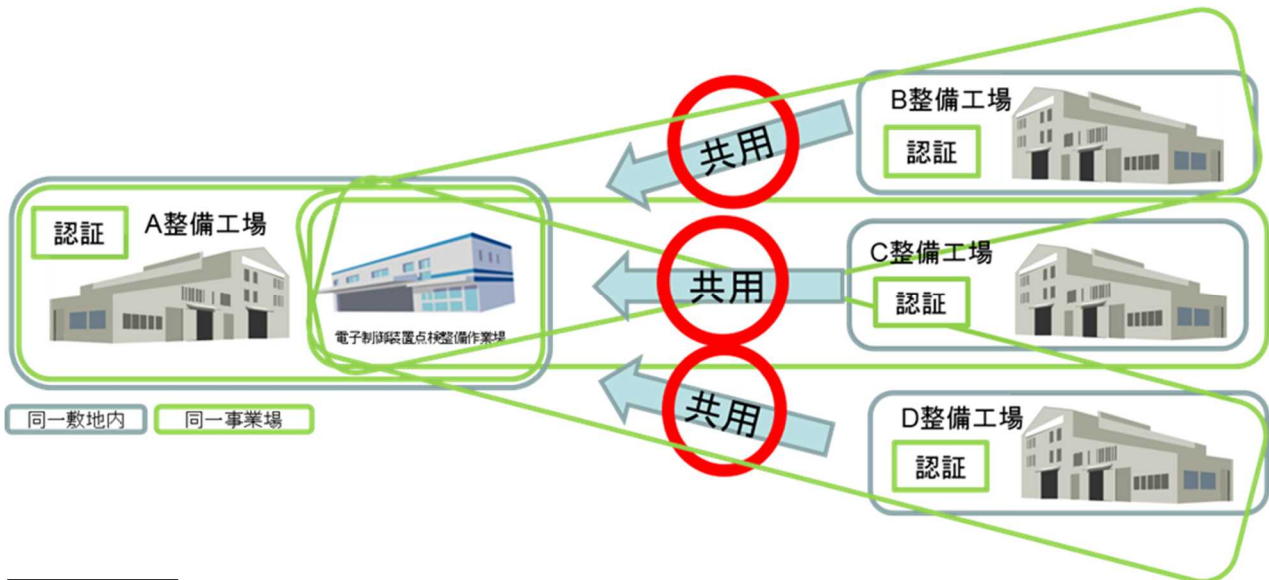 B整備工場
認証
共用
認証
A整備工場
電子制御装置点検整備作業場
共用
C整備工場
認証
共用
D整備工場
認証
同一敷地内
同一事業場